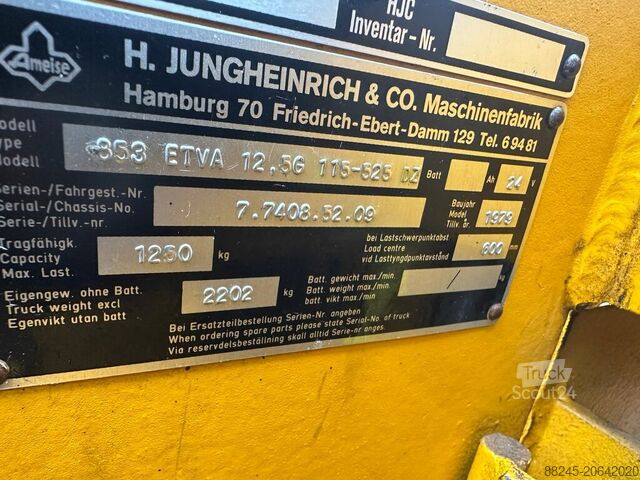 HJC
Inventar-Nr.
Ameise
H. JUNGHEINRICH & CO. Maschinenfabrik
Hamburg 70 Friedrich-Ebert-Damm 129 Tel. 6 94 81
Modell
Type
Modell
853 ETVA 12,5G 115-525 DZ
Batt
Ah
24
V
Serien-/Fahrgest.-Nr.
Serial-/Chassis-No.
Serie-/Tillv.-nr.
7.7408.52.09
Baujahr
Model
Tillv. år.
1979
Tragfähigk.
Capacity
Max. Last.
1250
kg
bei Lastschwerpunktabst.
Load centre
vid Lasttyngdpunktavstånd
600
mm
Eigengew. ohne Batt.
Truck weight excl
Egenvikt utan batt
2202
kg
Batt. gewicht max./min
Batt. weight max./min
batt. vikt max./min
/
kg
Bei Ersatzteilbestellung Serien-Nr angeben
When ordering spare parts please state Serial-No. of truck
Via reservdelsbeställning skall alltid Serie-nr anges.
Truck
Scout24
88245-20642020